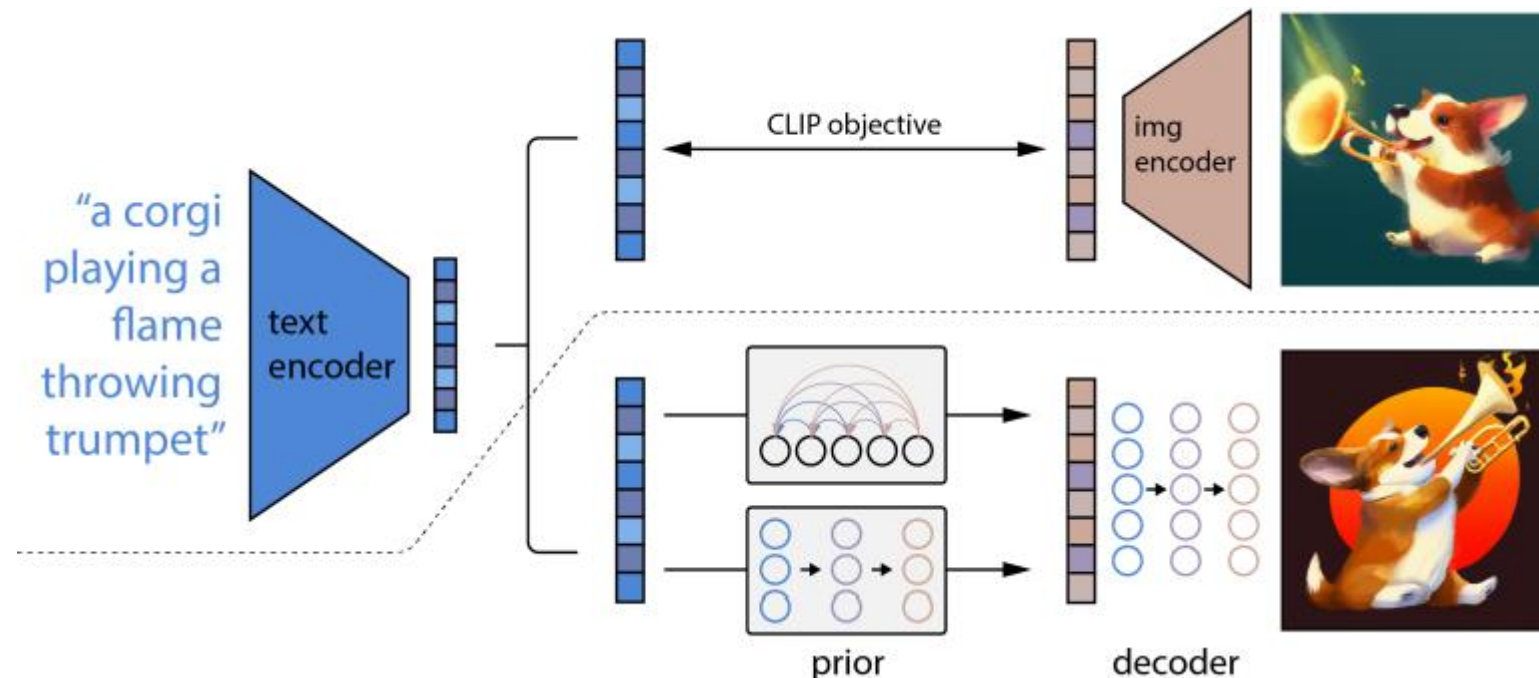 “a corgi
playing a
flame
throwing
trumpet”
text
encoder
CLIP objective
img
encoder
prior
decoder